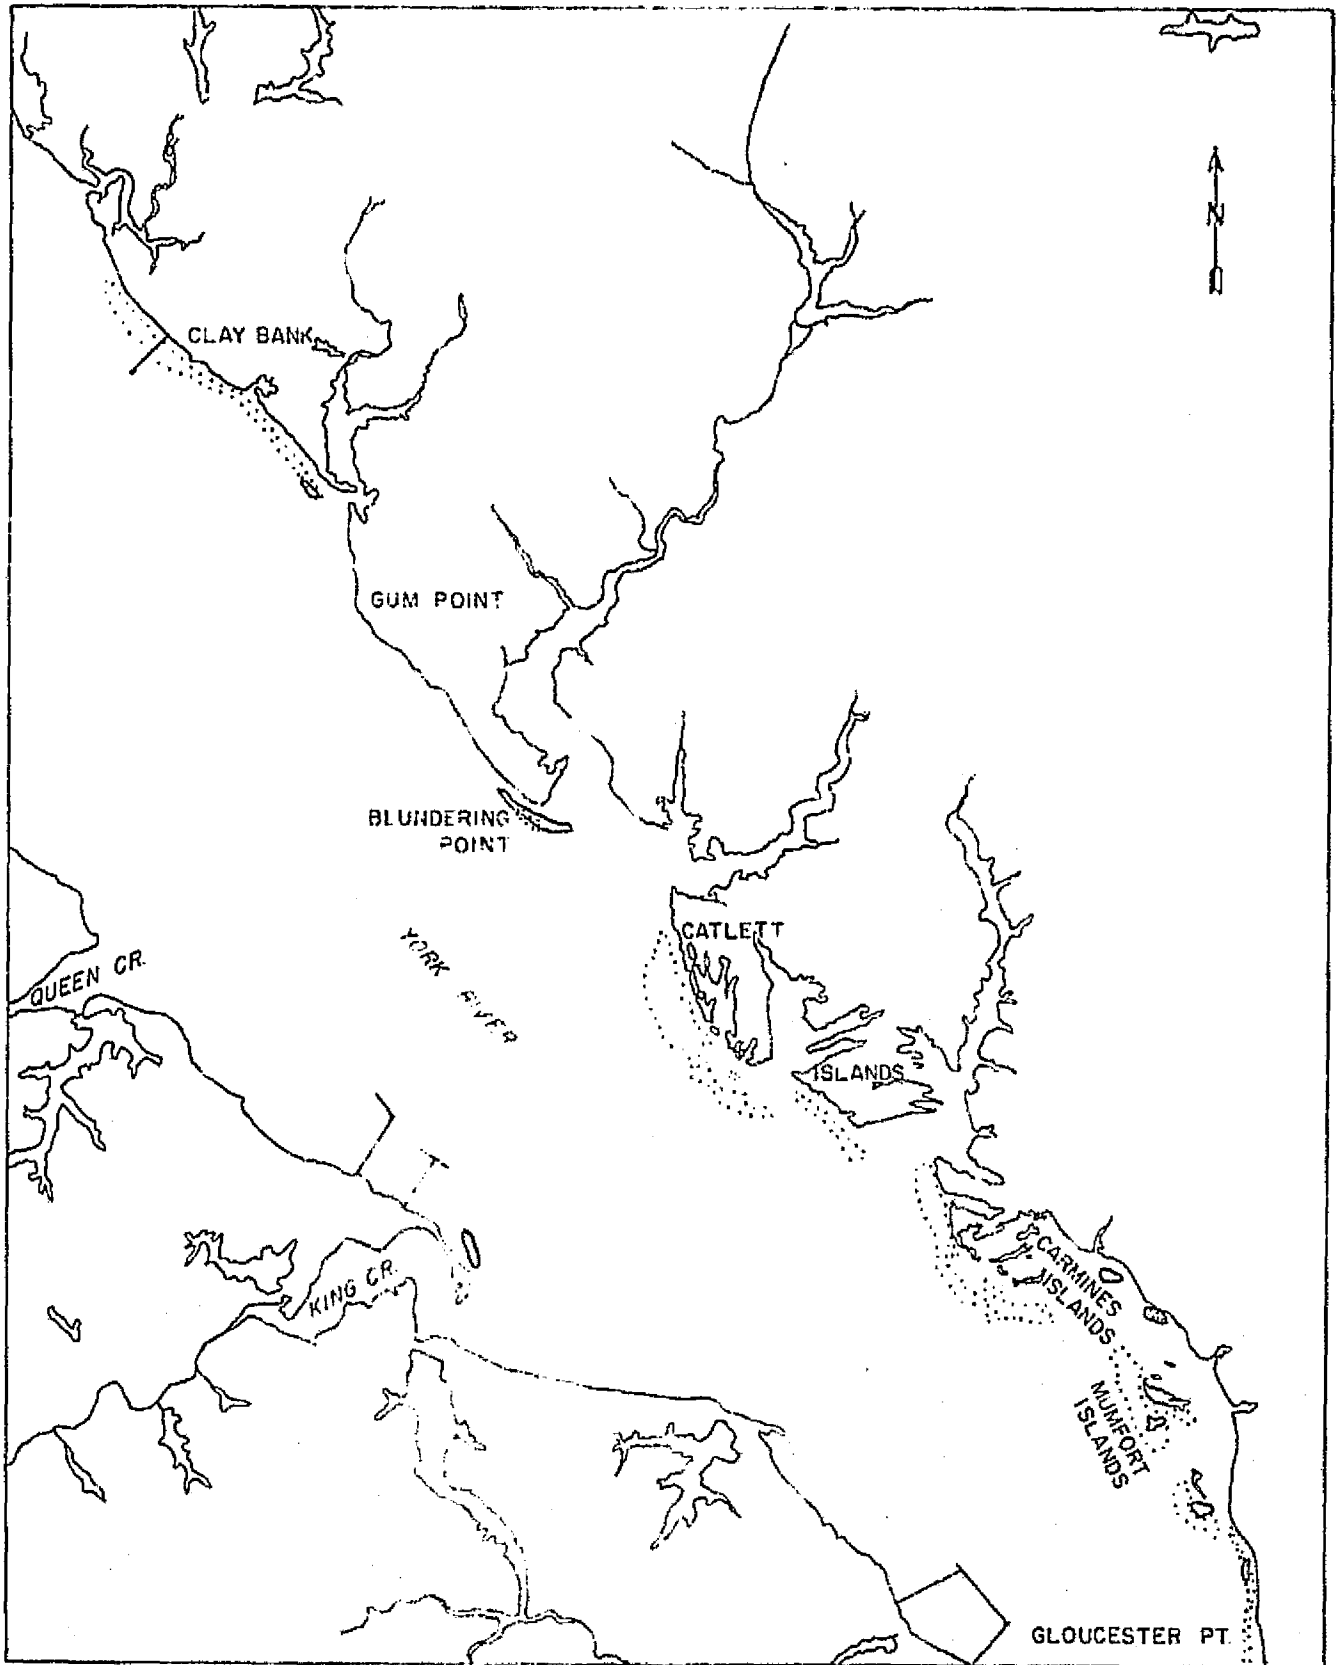 N
CLAY BANK
GUM POINT
BLUNDERING
POINT
CATLETT
YORK RIVER
QUEEN CR.
ISLANDS
KING CR.
CARMINES
ISLANDS
MUMFORT
ISLANDS
GLOUCESTER PT.